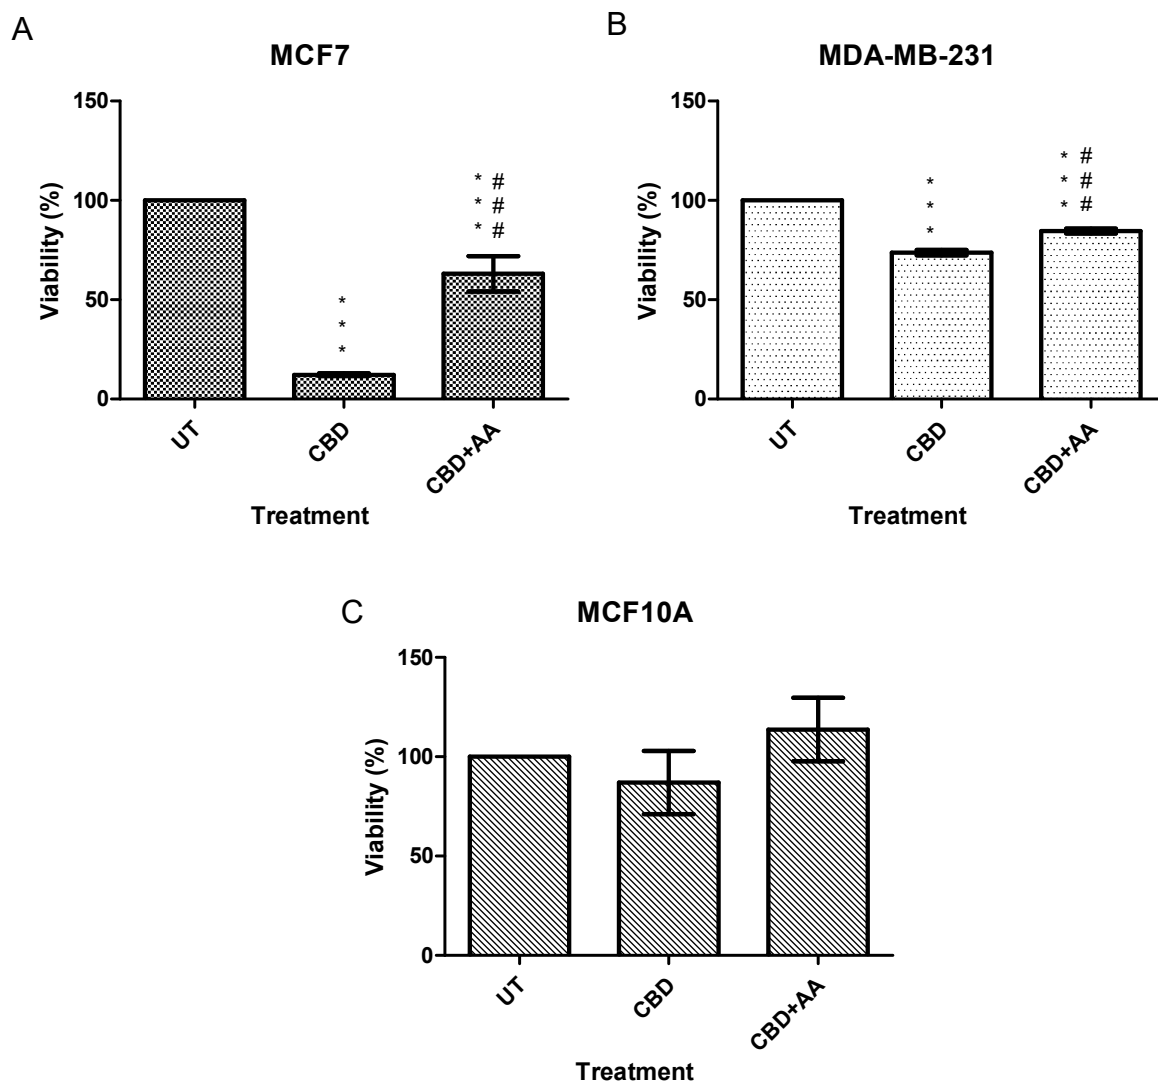 A
MCF7
150
100
50
0
Viability (%)
* #
* #
* #
*
*
*
UT
CBD
CBD+AA
Treatment
B
MDA-MB-231
150
100
50
0
Viability (%)
*
*
*
* #
* #
* #
UT
CBD
CBD+AA
Treatment
C
MCF10A
150
100
50
0
Viability (%)
UT
CBD
CBD+AA
Treatment